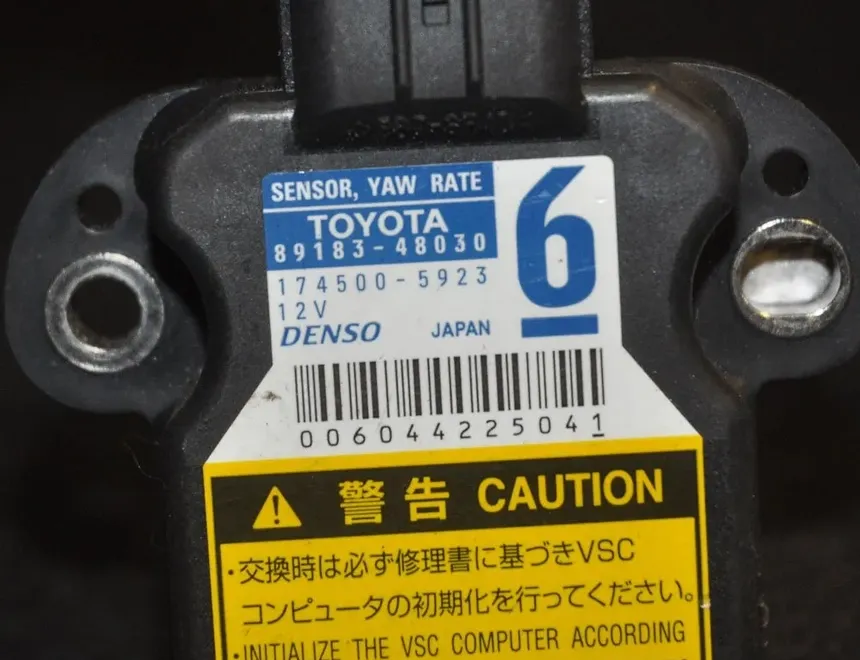 SENSOR, YAW RATE
TOYOTA
89183-48030
6
174500-5923
12V
DENSO JAPAN
006044225041
警告 CAUTION
・交換時は必ず修理書に基づきVSC
コンピュータの初期化を行ってください。
・INITIALIZE THE VSC COMPUTER ACCORDING